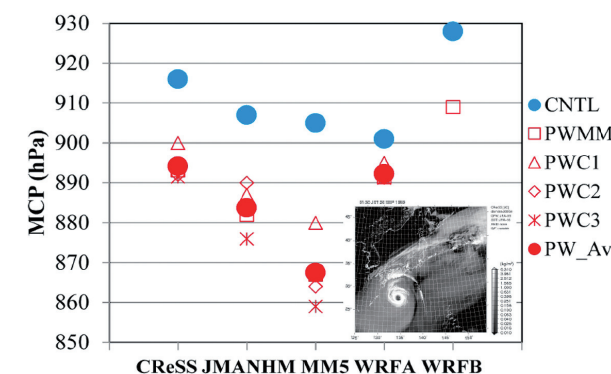 930
920
910
900
890
880
870
860
850
MCP (hPa)
CReSS JMANHM MM5 WRFA WRFB
CNTL
PWMM
PWC1
PWC2
PWC3
PW_Av